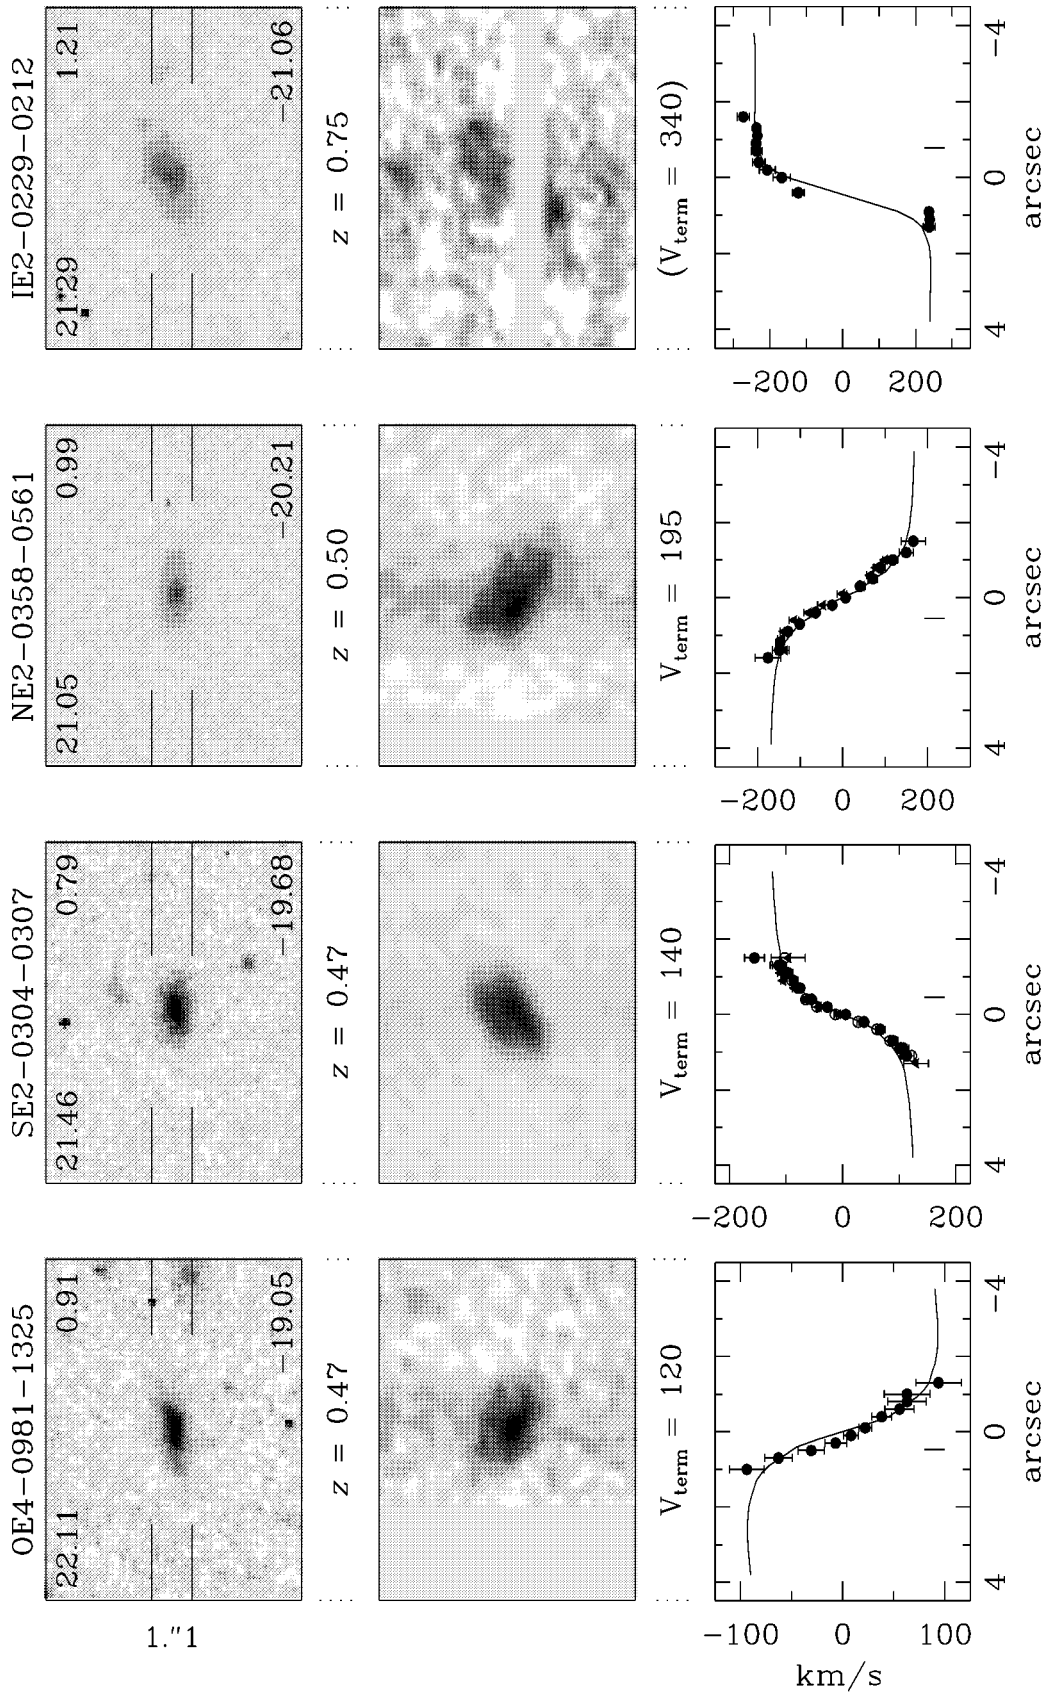 OE4-0981-1325 SE2-0304-0307 NE2-0358-0561 IE2-0229-0212
22.11 0.91 21.46 0.79 21.05 0.99 21.29 1.21
1."1
-19.05 -19.68 -20.21 -21.06
z = 0.47 z = 0.47 z = 0.50 z = 0.75
V_term = 120 V_term = 140 V_term = 195 (V_term = 340)
km/s
-100 0 100
-200 0 200
-200 0 200
-200 0 200
4 0 -4 4 0 -4 4 0 -4 4 0 -4
arcsec arcsec arcsec arcsec